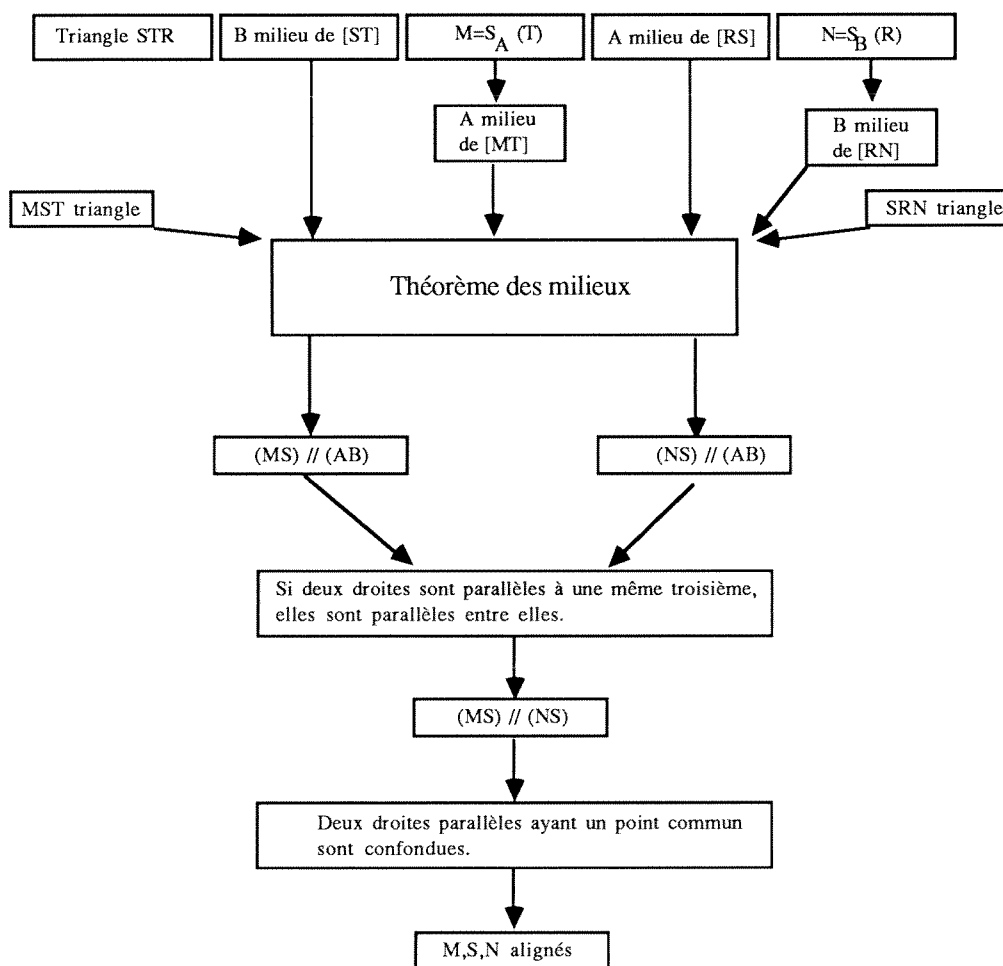 Triangle STR
B milieu de [ST]
M=S_A (T)
A milieu de [RS]
N=S_B (R)
A milieu
de [MT]
B milieu
de [RN]
MST triangle
SRN triangle
Théorème des milieux
(MS) // (AB)
(NS) // (AB)
Si deux droites sont parallèles à une même troisième,
elles sont parallèles entre elles.
(MS) // (NS)
Deux droites parallèles ayant un point commun
sont confondues.
M,S,N alignés